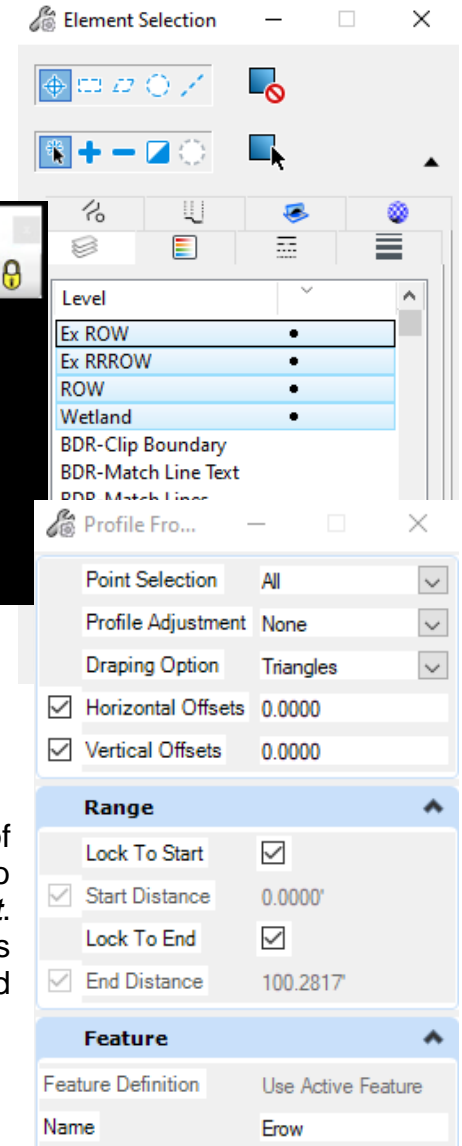 Element Selection
Level
Ex ROW
Ex RRROW
ROW
Wetland
BDR-Clip Boundary
BDR-Match Line Text
BDR-Match Lines
Profile Fro...
Point Selection All
Profile Adjustment None
Draping Option Triangles
Horizontal Offsets 0.0000
Vertical Offsets 0.0000
Range
Lock To Start
Start Distance 0.0000'
Lock To End
End Distance 100.2817'
Feature
Feature Definition Use Active Feature
Name Erow